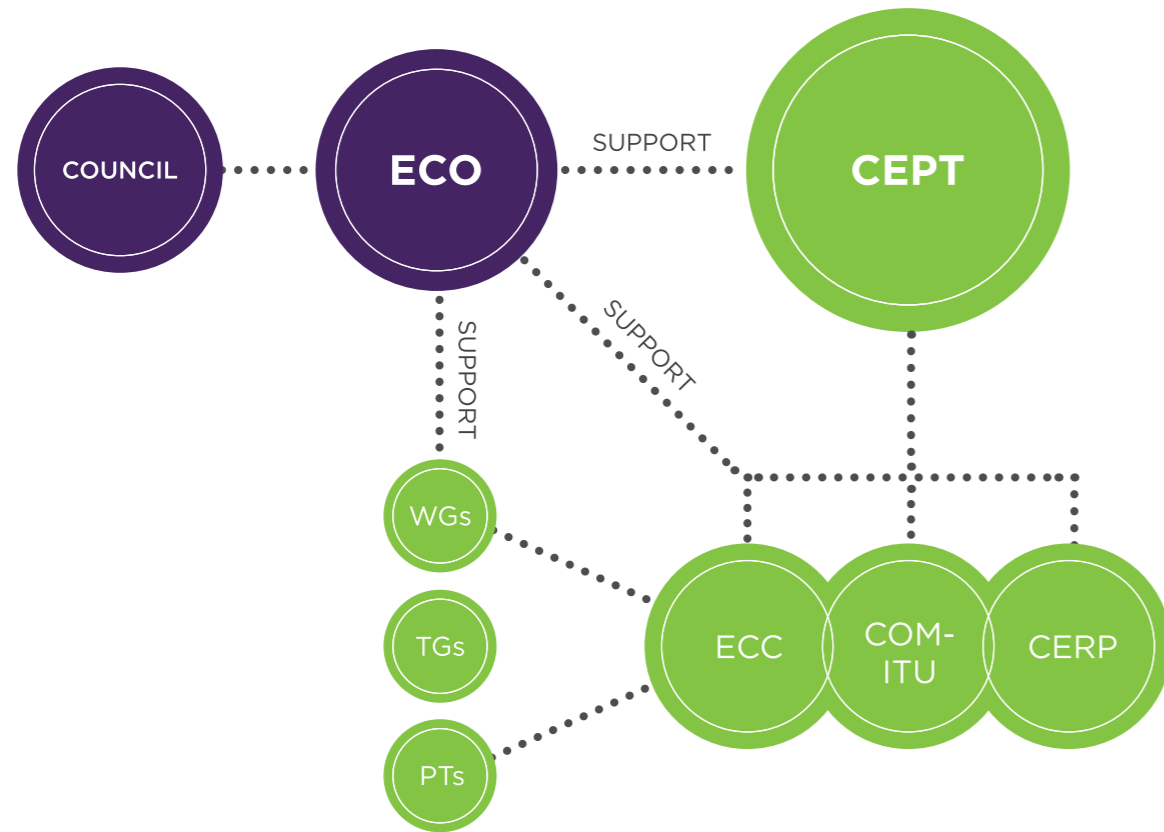 COUNCIL
ECO
SUPPORT
CEPT
SUPPORT
SUPPORT
WGs
TGs
PTs
ECC
COM-
ITU
CERP